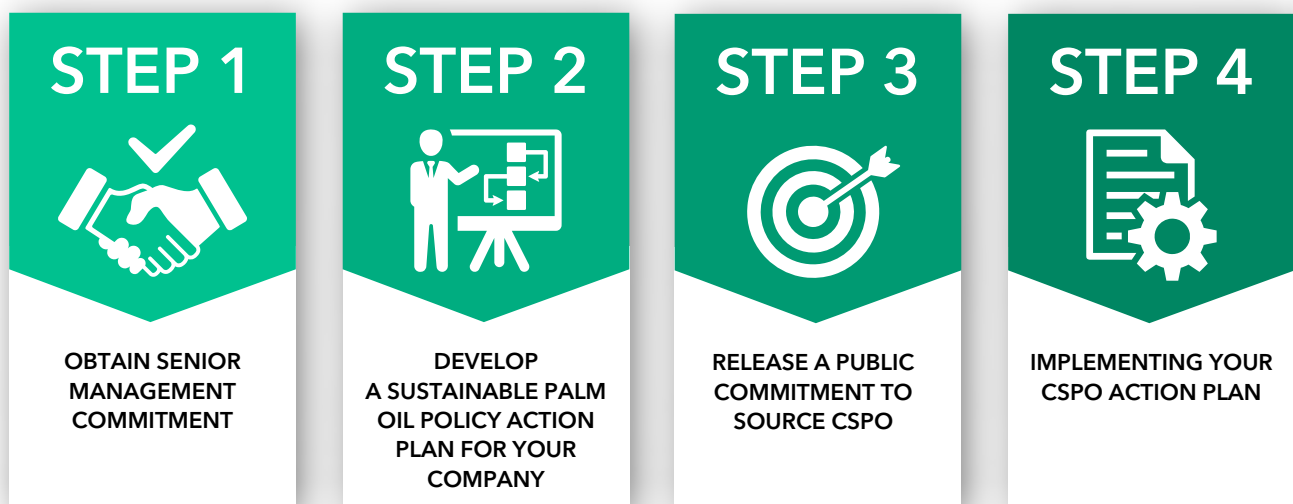 STEP 1
OBTAIN SENIOR
MANAGEMENT
COMMITMENT
STEP 2
DEVELOP
A SUSTAINABLE PALM
OIL POLICY ACTION
PLAN FOR YOUR
COMPANY
STEP 3
RELEASE A PUBLIC
COMMITMENT TO
SOURCE CSPO
STEP 4
IMPLEMENTING YOUR
CSPO ACTION PLAN